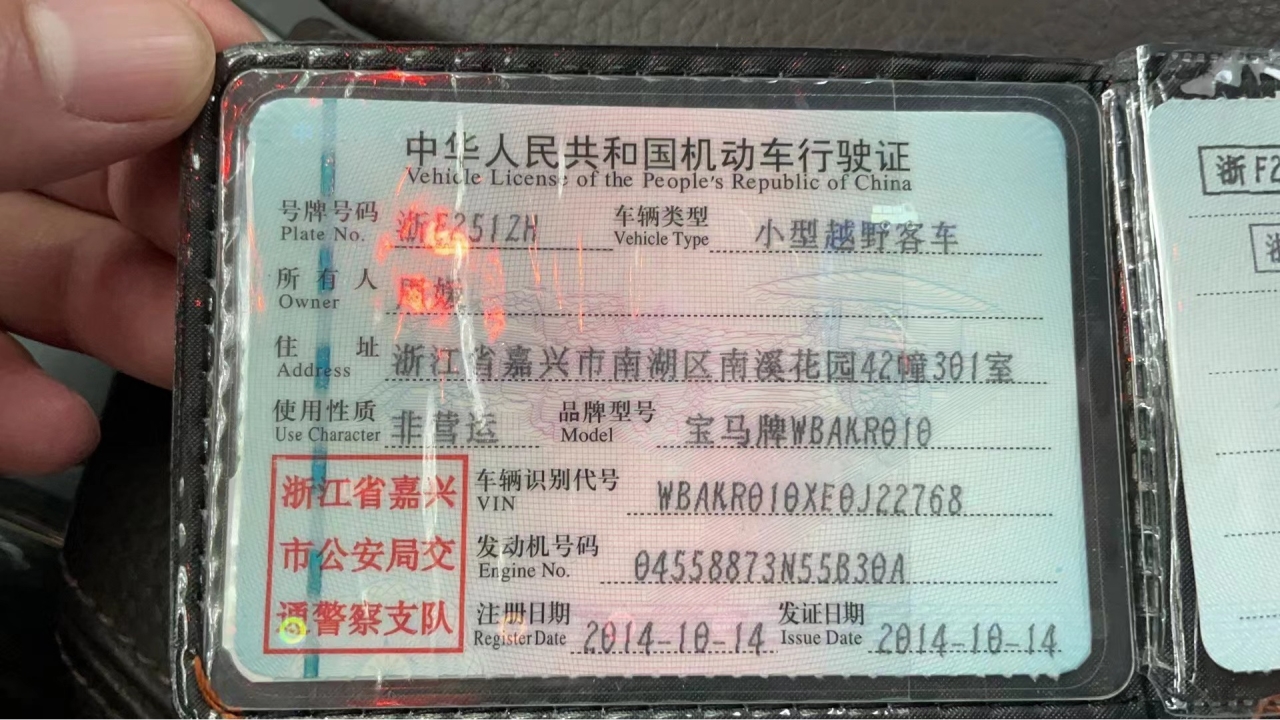 中华人民共和国机动车行驶证
Vehicle License of the People's Republic of China
号牌号码 浙F251ZH 车辆类型 小型越野客车
Plate No. Vehicle Type
所有人
Owner
住址 浙江省嘉兴市南湖区南溪花园42幢301室
Address
使用性质 非营运 品牌型号 宝马牌WBAKR010
Use Character Model
浙江省嘉兴
市公安局交
通警察支队
车辆识别代号 WBAKR010XE0J22768
VIN
发动机号码 04558873N55B30A
Engine No.
注册日期 2014-10-14 发证日期 2014-10-14
Register Date Issue Date
浙F2